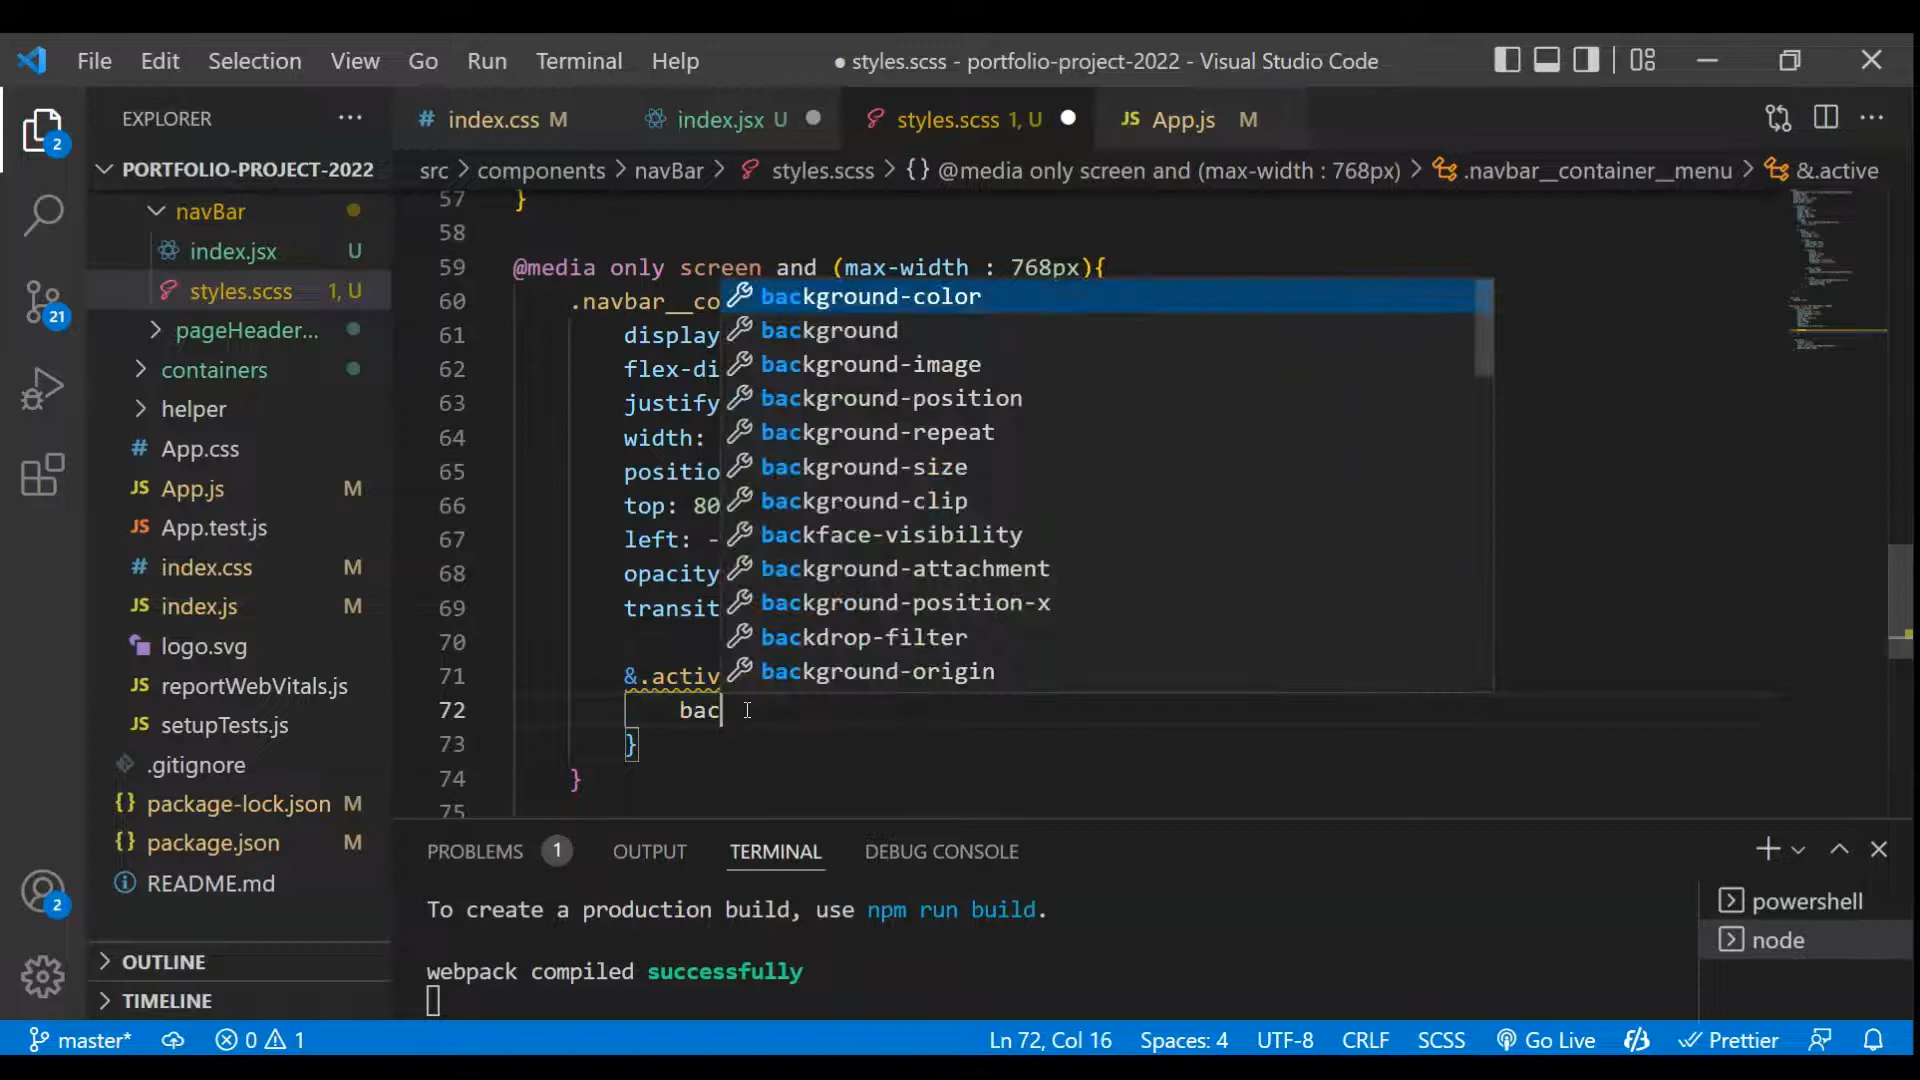 File Edit Selection View Go Run Terminal Help
● styles.scss - portfolio-project-2022 - Visual Studio Code
EXPLORER ···
# index.css M
index.jsx U
styles.scss 1, U
JS App.js M
PORTFOLIO-PROJECT-2022
src > components > navBar > styles.scss > {} @media only screen and (max-width : 768px) > .navbar__container__menu > &.active
navBar
index.jsx U
styles.scss 1, U
pageHeader...
containers
helper
# App.css
JS App.js M
JS App.test.js
# index.css M
JS index.js M
logo.svg
JS reportWebVitals.js
JS setupTests.js
.gitignore
{} package-lock.json M
{} package.json M
README.md
OUTLINE
TIMELINE
2
21
2
57 }
58
59 @media only screen and (max-width : 768px){
60 .navbar__co
61 display
62 flex-di
63 justify
64 width:
65 positio
66 top: 80
67 left: -
68 opacity
69 transit
70
71 &.activ
72 bac
73 }
74 }
75
background-color
background
background-image
background-position
background-repeat
background-size
background-clip
backface-visibility
background-attachment
background-position-x
backdrop-filter
background-origin
PROBLEMS 1 OUTPUT TERMINAL DEBUG CONSOLE
To create a production build, use npm run build.
webpack compiled successfully
powershell
node
master* 0 1
Ln 72, Col 16 Spaces: 4 UTF-8 CRLF SCSS Go Live Prettier